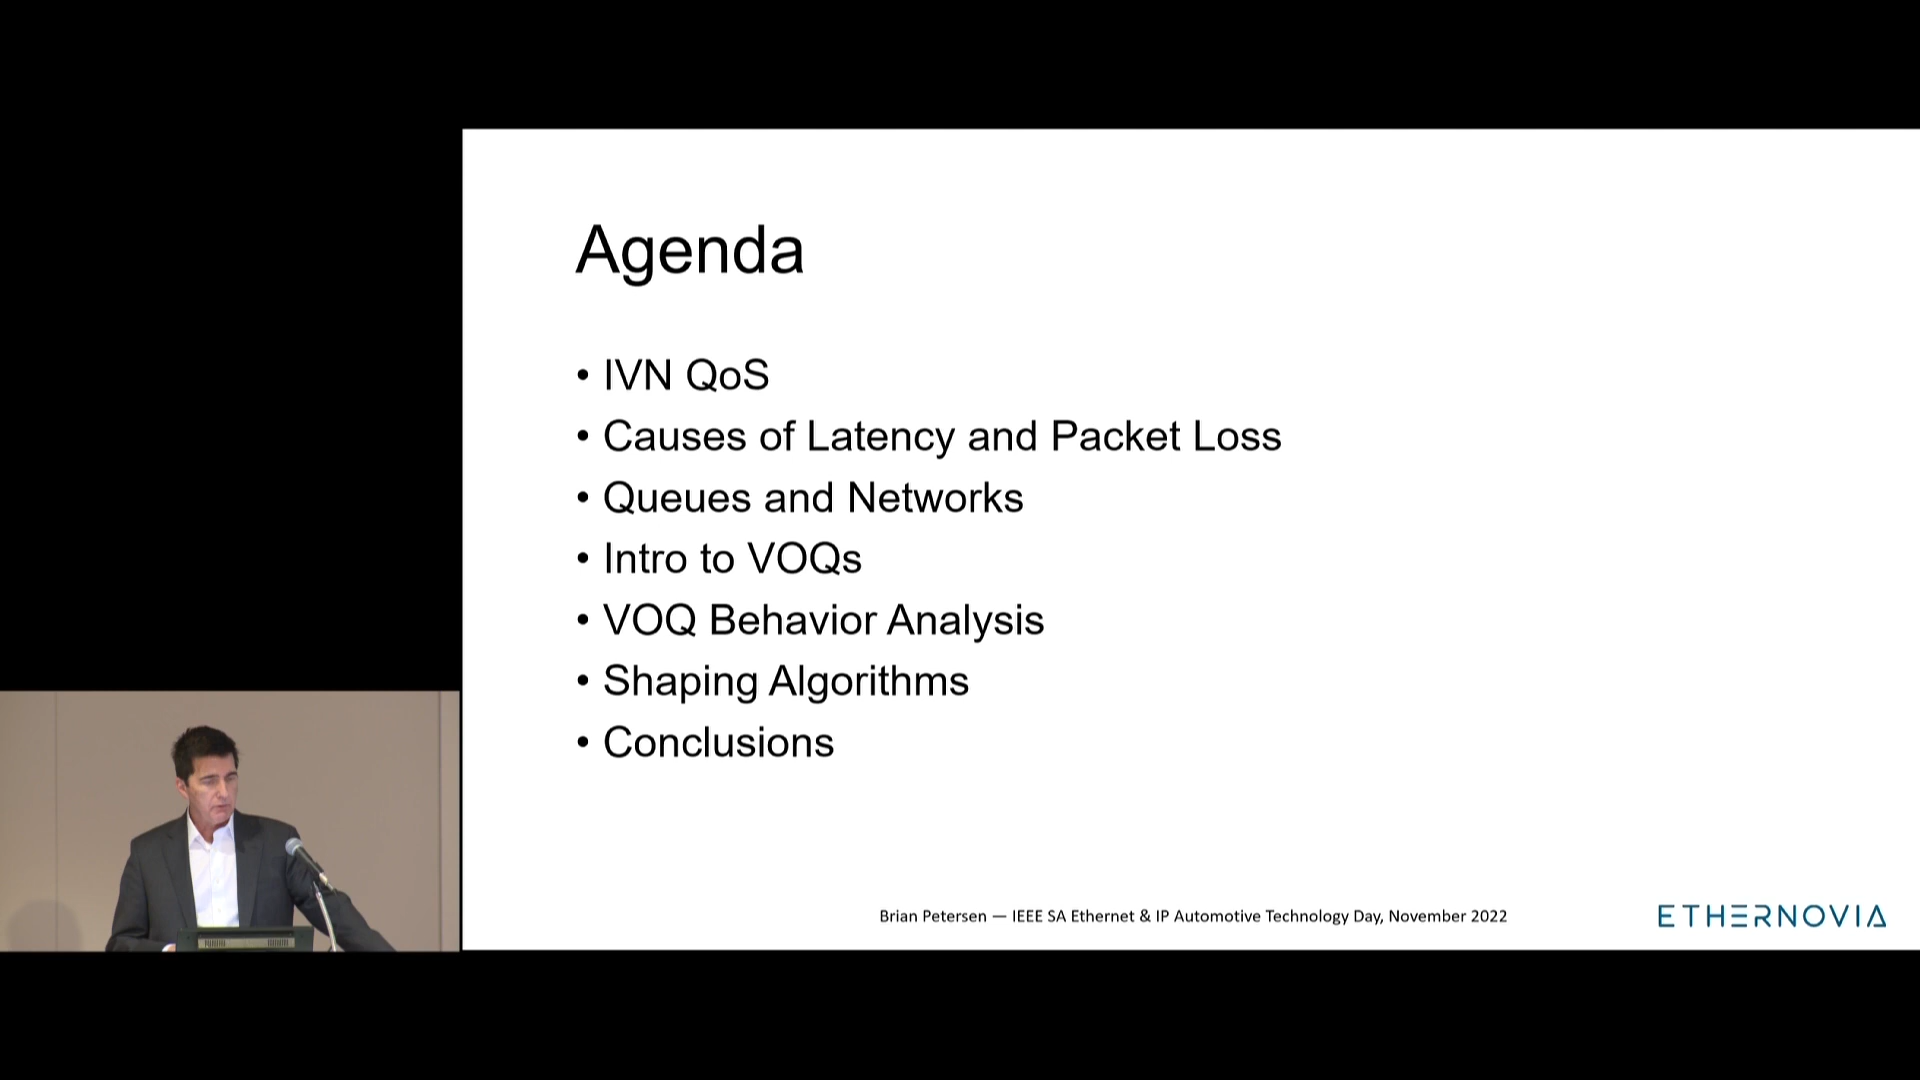 Agenda
• IVN QoS
• Causes of Latency and Packet Loss
• Queues and Networks
• Intro to VOQs
• VOQ Behavior Analysis
• Shaping Algorithms
• Conclusions
Brian Petersen — IEEE SA Ethernet & IP Automotive Technology Day, November 2022
ETHERNOVIA